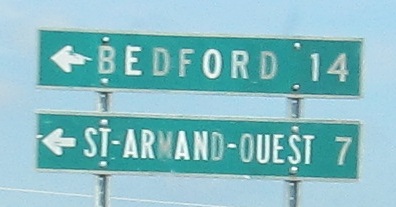 ← BEDFORD 14
← ST-ARMAND-OUEST 7